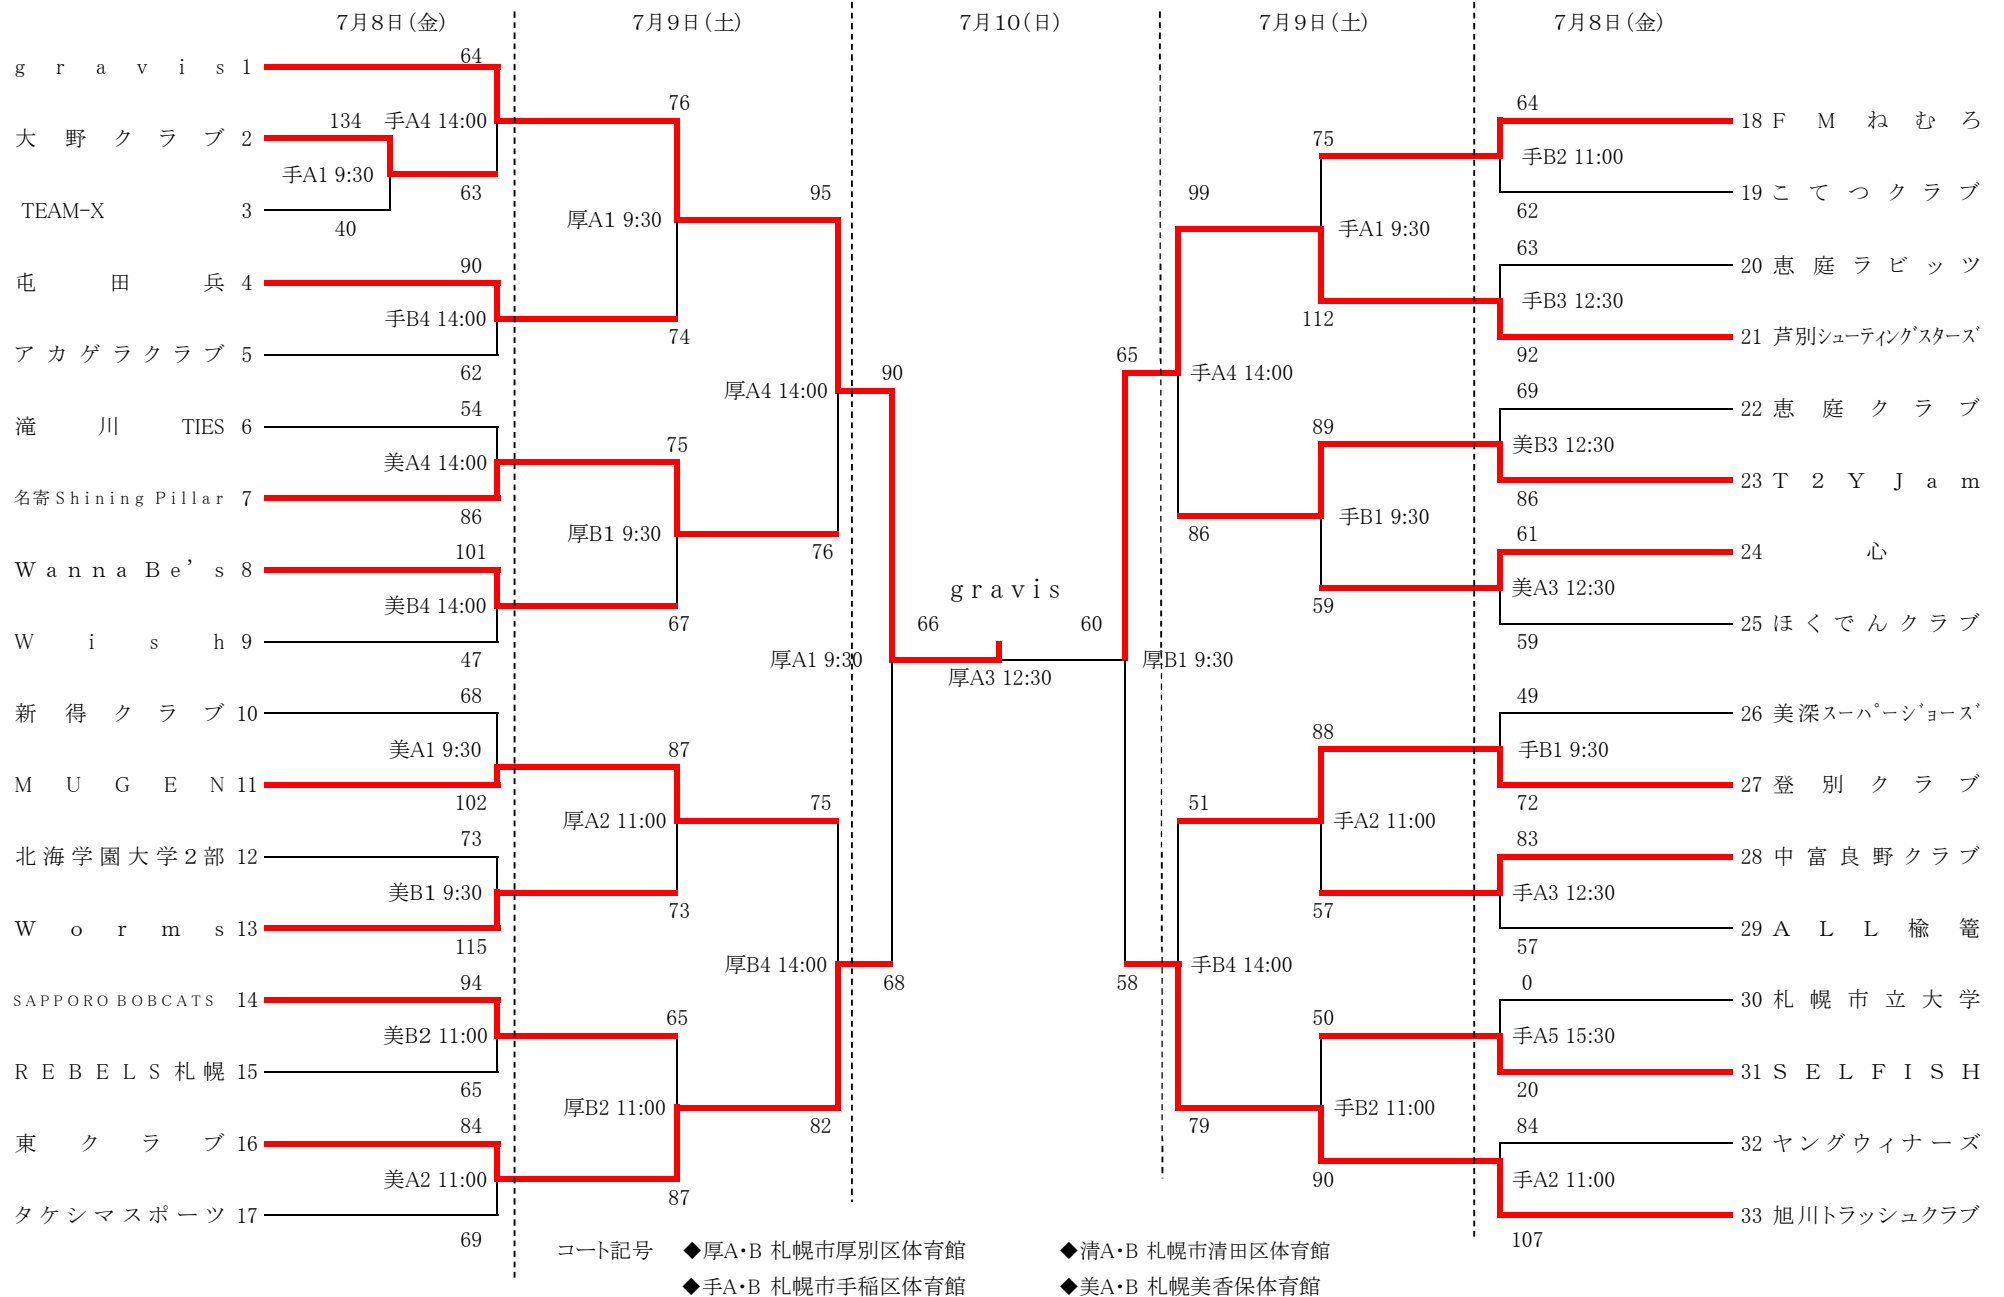 7月8日(金) 7月9日(土) 7月10(日) 7月9日(土) 7月8日(金)
gravis 1
64
手A4 14:00
大野クラブ 2
134
手A1 9:30
63
TEAM-X 3
40
76
厚A1 9:30
屯田兵 4
90
手B4 14:00
74
アカゲラクラブ 5
62
95
厚A4 14:00
滝川 TIES 6
54
美A4 14:00
75
名寄Shining Pillar 7
86
厚B1 9:30
76
WannaBe's 8
101
美B4 14:00
67
Wish 9
47
90
厚A1 9:30
新得クラブ 10
68
美A1 9:30
87
MUGEN 11
102
厚A2 11:00
75
北海学園大学2部 12
73
美B1 9:30
73
Worms 13
115
厚B4 14:00
68
SAPPORO BOBCATS 14
94
美B2 11:00
65
REBELS札幌 15
65
厚B2 11:00
82
東クラブ 16
84
美A2 11:00
87
タケシマスポーツ 17
69
gravis
66 60
厚A3 12:30
64
18 FMねむろ
75
手B2 11:00
19 こてつクラブ
62
99
手A1 9:30
63
20 恵庭ラビッツ
手B3 12:30
112
21 芦別シューティングスターズ
92
65
手A4 14:00
69
22 恵庭クラブ
89
美B3 12:30
23 T2YJam
86
86
手B1 9:30
61
24 心
美A3 12:30
59
25 ほくでんクラブ
59
厚B1 9:30
49
26 美深スーパージョーズ
88
手B1 9:30
27 登別クラブ
72
51
手A2 11:00
83
28 中富良野クラブ
手A3 12:30
57
29 ALL楡篭
57
58
手B4 14:00
0
30 札幌市立大学
50
手A5 15:30
31 SELFISH
20
79
手B2 11:00
84
32 ヤングウィナーズ
手A2 11:00
90
33 旭川トラッシュクラブ
107
コート記号 ◆厚A・B 札幌市厚別区体育館 ◆清A・B 札幌市清田区体育館
◆手A・B 札幌市手稲区体育館 ◆美A・B 札幌美香保体育館